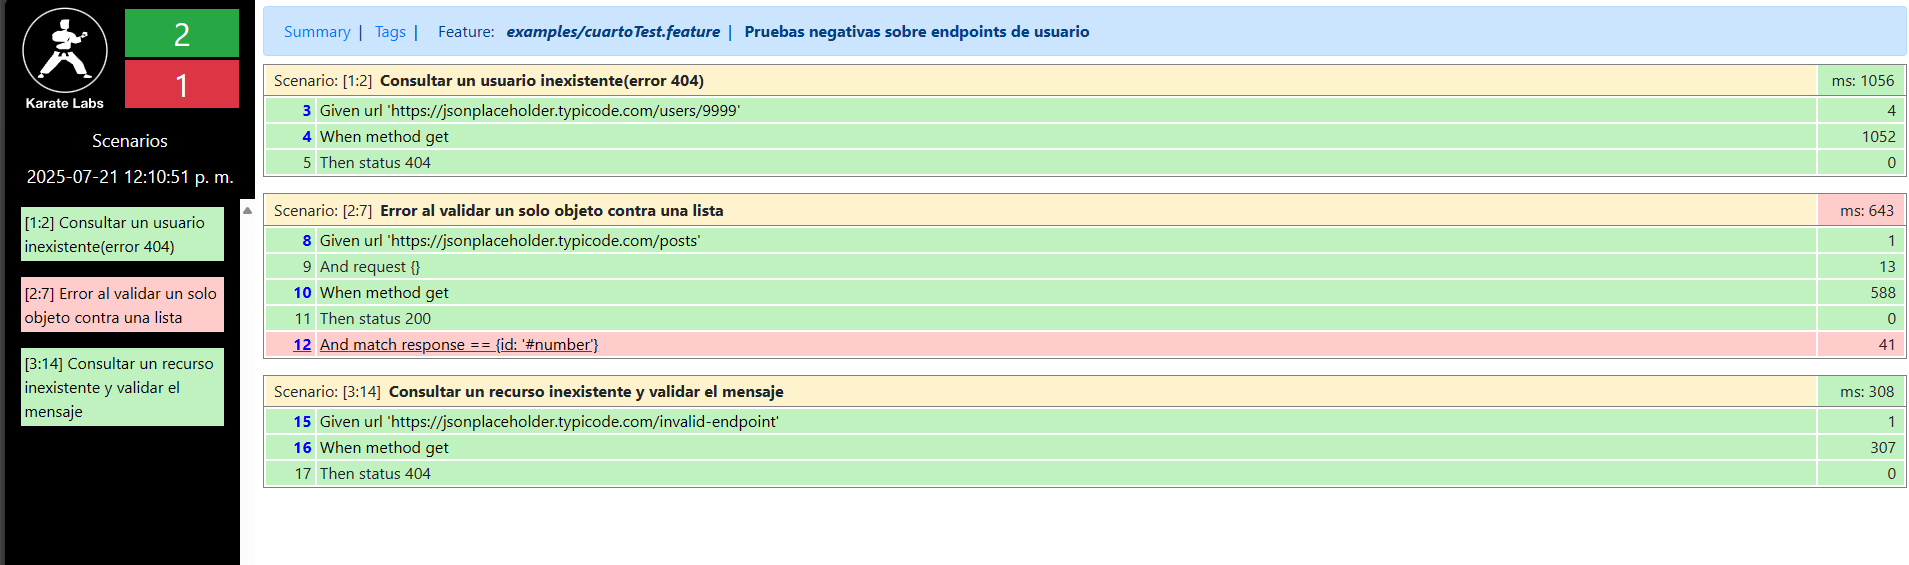 Karate Labs
2
1
Scenarios
2025-07-21 12:10:51 p. m.
[1:2] Consultar un usuario
inexistente(error 404)
[2:7] Error al validar un solo
objeto contra una lista
[3:14] Consultar un recurso
inexistente y validar el
mensaje
Summary | Tags | Feature: examples/cuartoTest.feature | Pruebas negativas sobre endpoints de usuario
Scenario: [1:2] Consultar un usuario inexistente(error 404) ms: 1056
3 Given url 'https://jsonplaceholder.typicode.com/users/9999' 4
4 When method get 1052
5 Then status 404 0
Scenario: [2:7] Error al validar un solo objeto contra una lista ms: 643
8 Given url 'https://jsonplaceholder.typicode.com/posts' 1
9 And request {} 13
10 When method get 588
11 Then status 200 0
12 And match response == {id: '#number'} 41
Scenario: [3:14] Consultar un recurso inexistente y validar el mensaje ms: 308
15 Given url 'https://jsonplaceholder.typicode.com/invalid-endpoint' 1
16 When method get 307
17 Then status 404 0